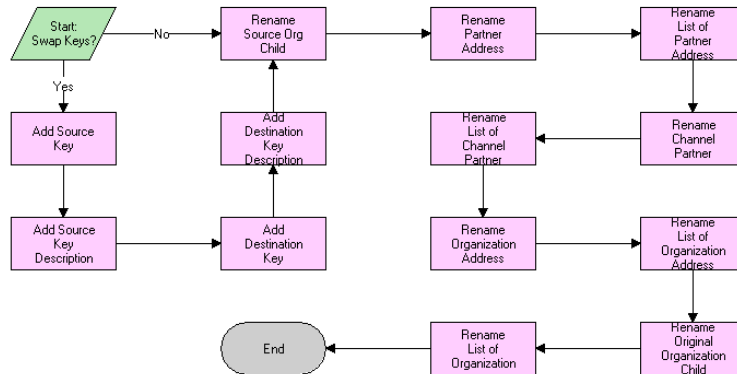 Start:
Swap Keys?
No
Rename
Source Org
Child
Rename
Partner
Address
Rename
List of
Partner
Address
Yes
Add Source
Key
Add
Destination
Key
Description
Rename
List of
Channel
Partner
Rename
Channel
Partner
Add Source
Key
Description
Add
Destination
Key
Rename
Organization
Address
Rename
List of
Organization
Address
End
Rename
List of
Organization
Rename
Original
Organization
Child